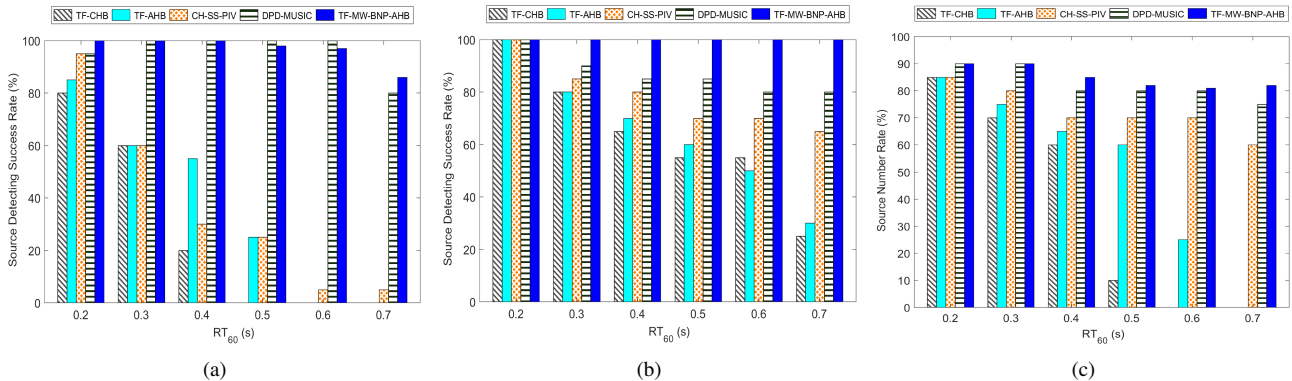 TF-CHB TF-AHB CH-SS-PIV DPD-MUSIC TF-MW-BNP-AHB
Source Detecting Success Rate (%)
100
80
60
40
20
0
0.2 0.3 0.4 0.5 0.6 0.7
RT60 (s)
(a)
TF-CHB TF-AHB CH-SS-PIV DPD-MUSIC TF-MW-BNP-AHB
Source Detecting Success Rate (%)
100
90
80
70
60
50
40
30
20
10
0
0.2 0.3 0.4 0.5 0.6 0.7
RT60 (s)
(b)
TF-CHB TF-AHB CH-SS-PIV DPD-MUSIC TF-MW-BNP-AHB
Source Number Rate (%)
100
90
80
70
60
50
40
30
20
10
0
0.2 0.3 0.4 0.5 0.6 0.7
RT60 (s)
(c)